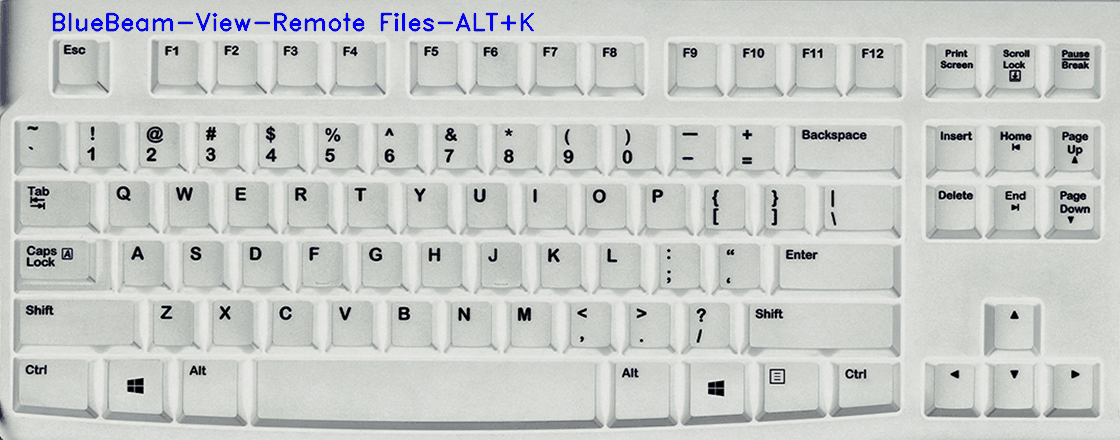 BlueBeam-View-Remote Files-ALT+K
Esc F1 F2 F3 F4 F5 F6 F7 F8 F9 F10 F11 F12 Print Screen Scroll Lock Pause Break
~ ! @ # $ % ^ & * ( ) — + Backspace Insert Home Page Up
` 1 2 3 4 5 6 7 8 9 0 - =
Tab Q W E R T Y U I O P { } | Delete End Page Down
[ ] \
Caps Lock A A S D F G H J K L : “ Enter
; ‘
Shift Z X C V B N M < > ? Shift
, . /
Ctrl Alt Alt Ctrl